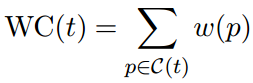 WC(t) = ∑_{p∈𝒞(t)} w(p)